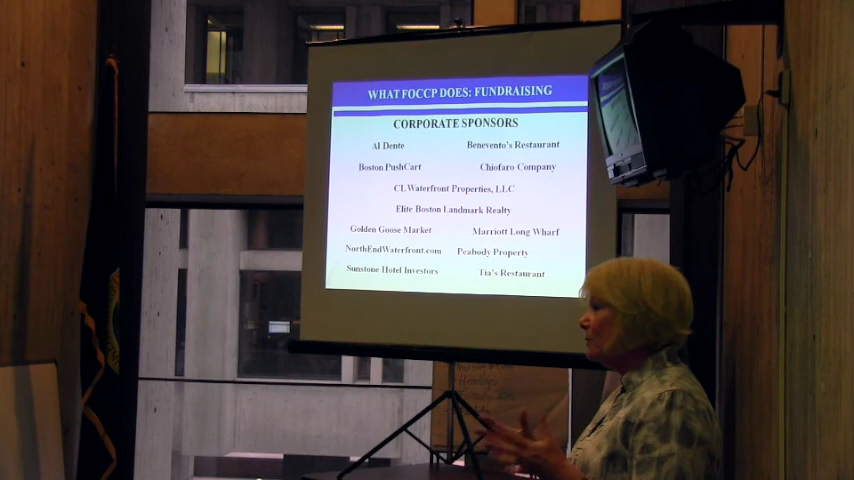 WHAT FOCCP DOES: FUNDRAISING
CORPORATE SPONSORS
Al Dente Benevento's Restaurant
Boston PushCart Chiofaro Company
CL Waterfront Properties, LLC
Elite Boston Landmark Realty
Golden Goose Market Marriott Long Wharf
NorthEndWaterfront.com Peabody Property
Sunstone Hotel Investors Tia's Restaurant